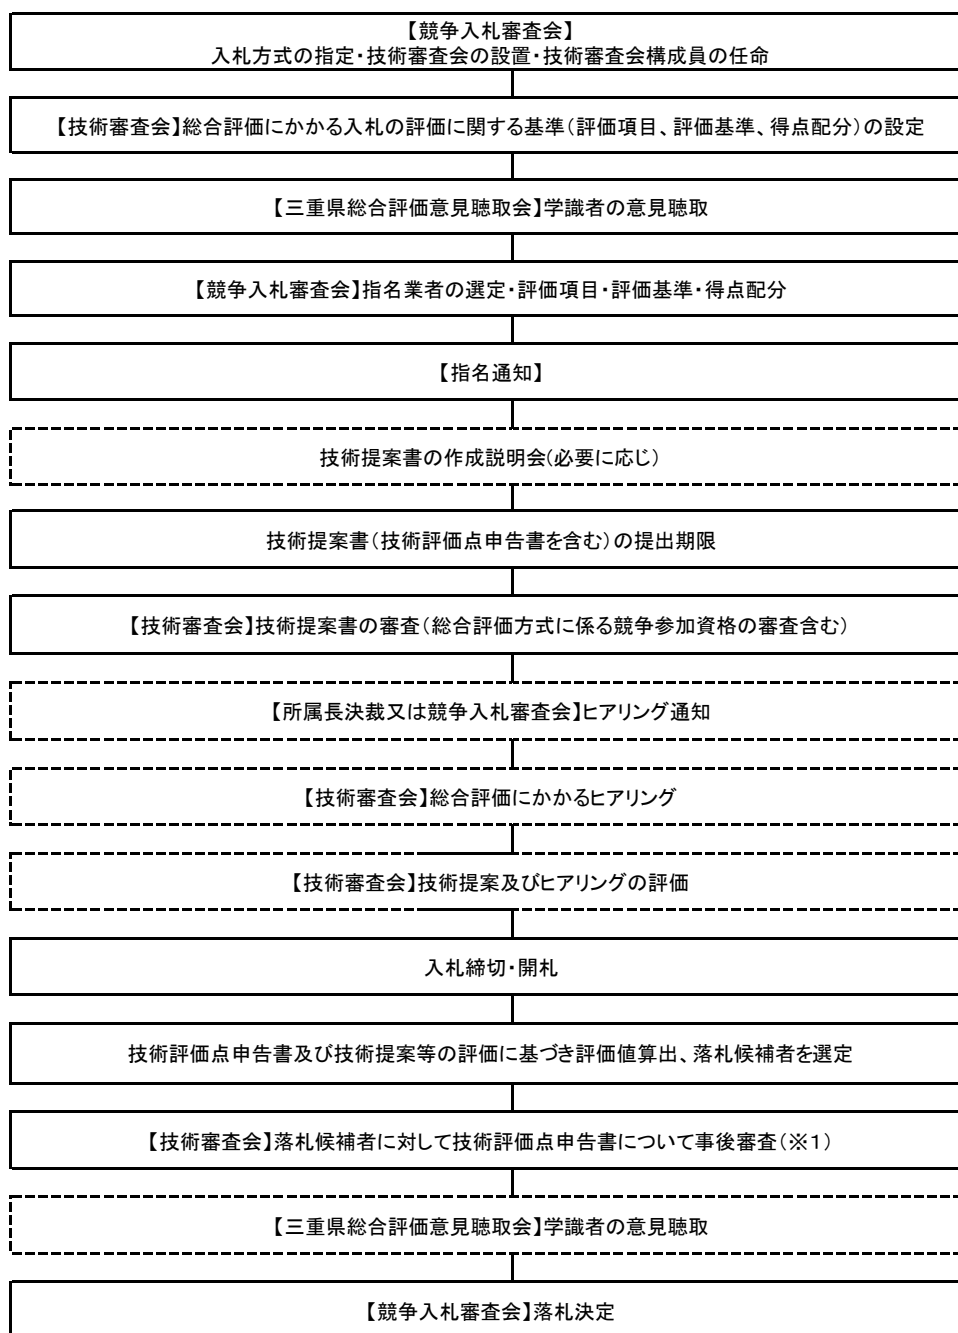 【競争入札審査会】
入札方式の指定・技術審査会の設置・技術審査会構成員の任命
【技術審査会】総合評価にかかる入札の評価に関する基準(評価項目、評価基準、得点配分)の設定
【三重県総合評価意見聴取会】学識者の意見聴取
【競争入札審査会】指名業者の選定・評価項目・評価基準・得点配分
【指名通知】
技術提案書の作成説明会(必要に応じ)
技術提案書(技術評価点申告書を含む)の提出期限
【技術審査会】技術提案書の審査(総合評価方式に係る競争参加資格の審査含む)
【所属長決裁又は競争入札審査会】ヒアリング通知
【技術審査会】総合評価にかかるヒアリング
【技術審査会】技術提案及びヒアリングの評価
入札締切・開札
技術評価点申告書及び技術提案等の評価に基づき評価値算出、落札候補者を選定
【技術審査会】落札候補者に対して技術評価点申告書について事後審査(※1)
【三重県総合評価意見聴取会】学識者の意見聴取
【競争入札審査会】落札決定